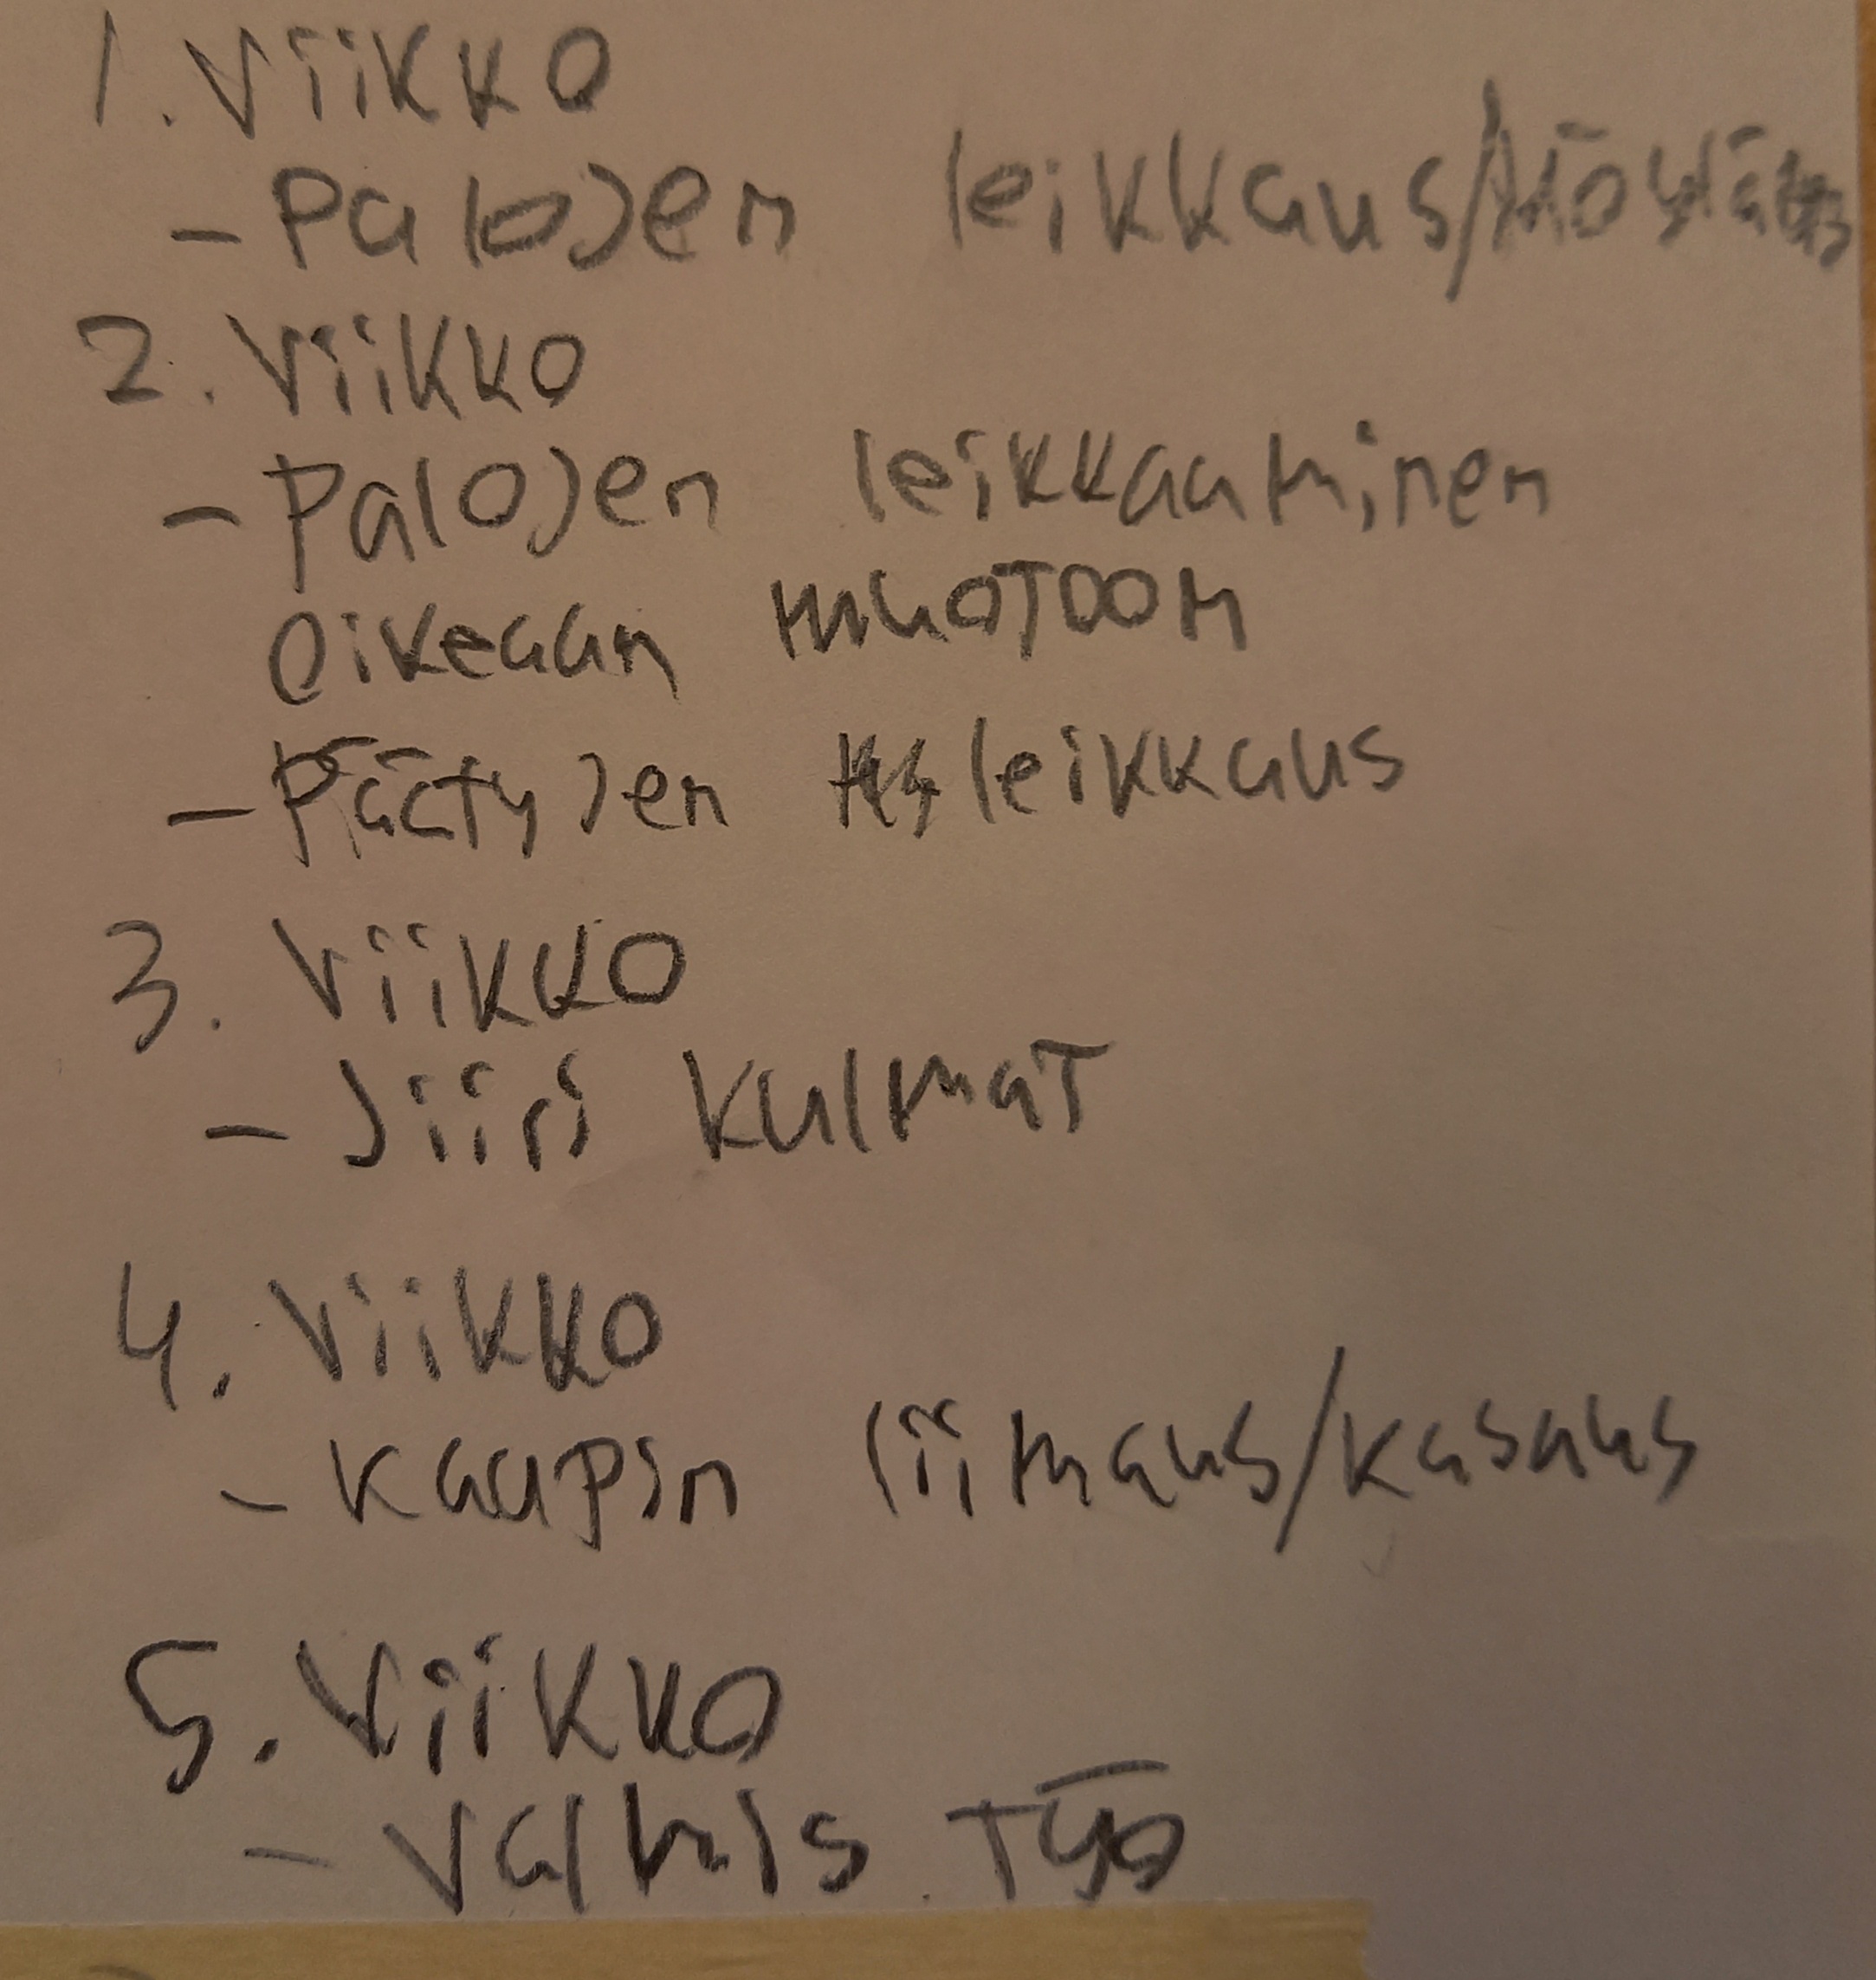 1. Viikko
- Palojen leikkaus/höyläys
2. Viikko
- Palojen leikkaaminen
oikeaan muotoon
- Päätyjen leikkaus
3. Viikko
- Jiiri kulmat
4. Viikko
- Kaapin liimaus/kasaus
5. Viikko
- Valmis työ